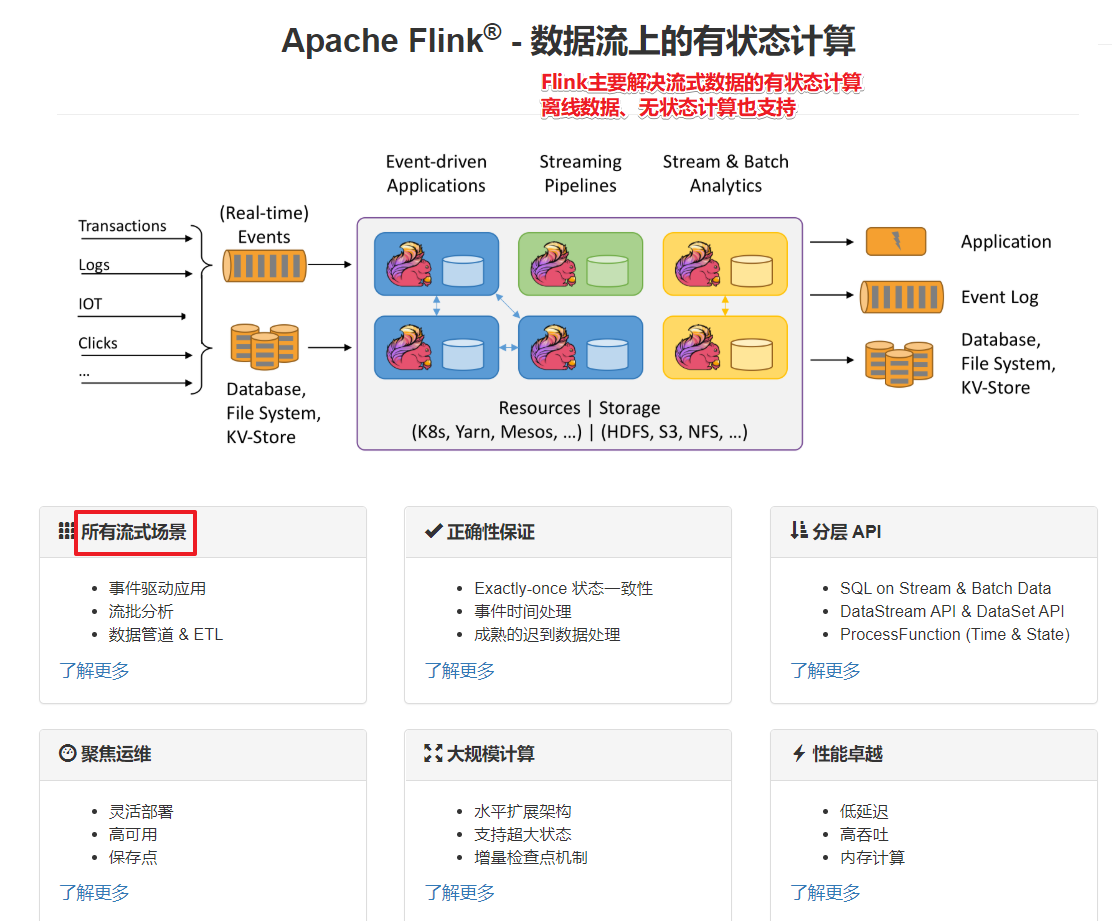 Apache Flink® - 数据流上的有状态计算
Flink主要解决流式数据的有状态计算
离线数据、无状态计算也支持
Event-driven
Applications
Streaming
Pipelines
Stream & Batch
Analytics
Transactions
Logs
IOT
Clicks
...
(Real-time)
Events
Database,
File System,
KV-Store
Resources | Storage
(K8s, Yarn, Mesos, ...) | (HDFS, S3, NFS, ...)
Application
Event Log
Database,
File System,
KV-Store
所有流式场景
事件驱动应用
流批分析
数据管道 & ETL
了解更多
正确性保证
Exactly-once 状态一致性
事件时间处理
成熟的迟到数据处理
了解更多
分层 API
SQL on Stream & Batch Data
DataStream API & DataSet API
ProcessFunction (Time & State)
了解更多
聚焦运维
灵活部署
高可用
保存点
了解更多
大规模计算
水平扩展架构
支持超大状态
增量检查点机制
了解更多
性能卓越
低延迟
高吞吐
内存计算
了解更多